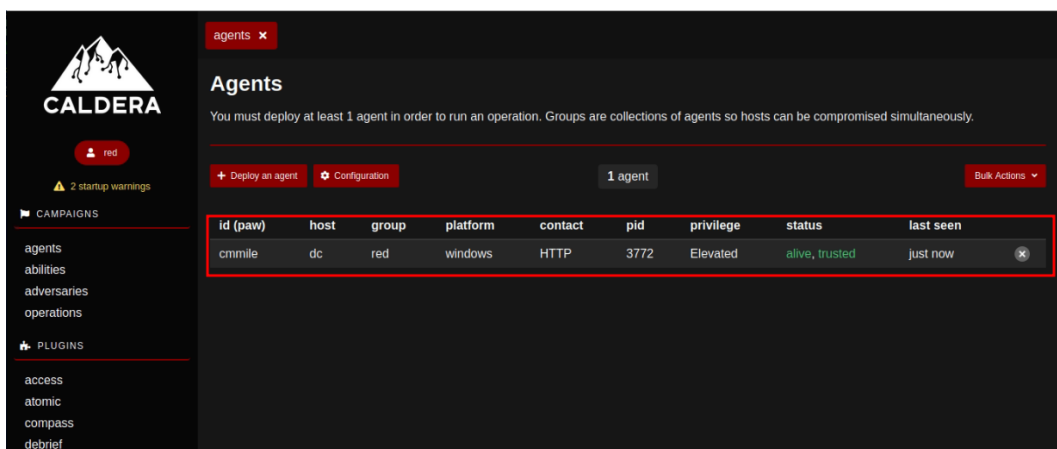 CALDERA
red
2 startup warnings
CAMPAIGNS
agents
abilities
adversaries
operations
PLUGINS
access
atomic
compass
debrief
agents ×
Agents
You must deploy at least 1 agent in order to run an operation. Groups are collections of agents so hosts can be compromised simultaneously.
+ Deploy an agent Configuration 1 agent Bulk Actions
id (paw) host group platform contact pid privilege status last seen
cmmile dc red windows HTTP 3772 Elevated alive, trusted just now